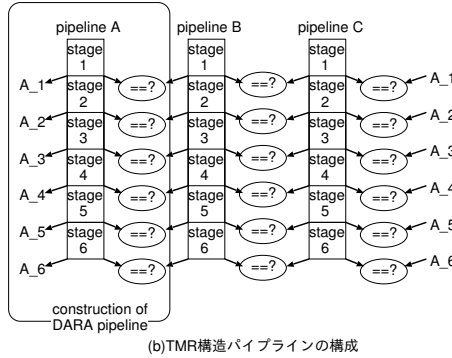 pipeline A pipeline B pipeline C
stage 1 stage 1 stage 1
A_1 ==? ==? ==? A_1
stage 2 stage 2 stage 2
A_2 ==? ==? ==? A_2
stage 3 stage 3 stage 3
A_3 ==? ==? ==? A_3
stage 4 stage 4 stage 4
A_4 ==? ==? ==? A_4
stage 5 stage 5 stage 5
A_5 ==? ==? ==? A_5
stage 6 stage 6 stage 6
A_6 ==? ==? ==? A_6
construction of
DARA pipeline
(b)TMR構造パイプラインの構成